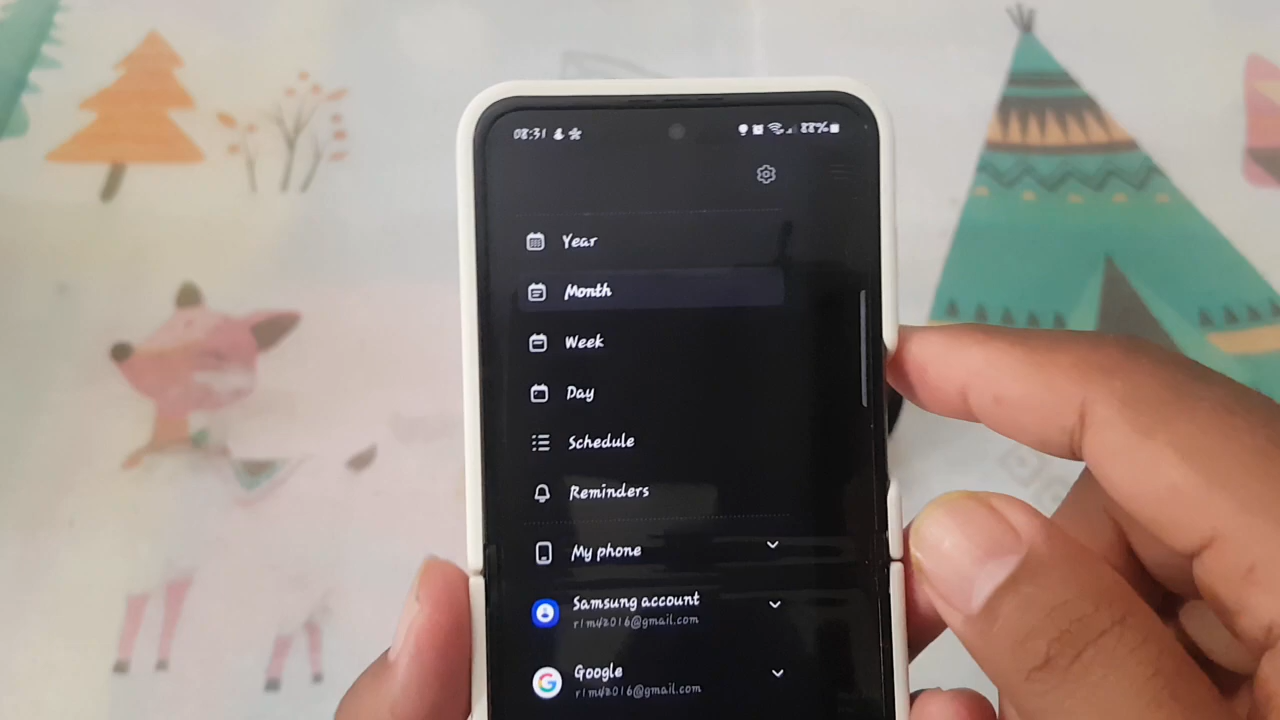 08:31 88%
Year
Month
Week
Day
Schedule
Reminders
My phone
Samsung account
r1m42016@gmail.com
Google
r1m42016@gmail.com